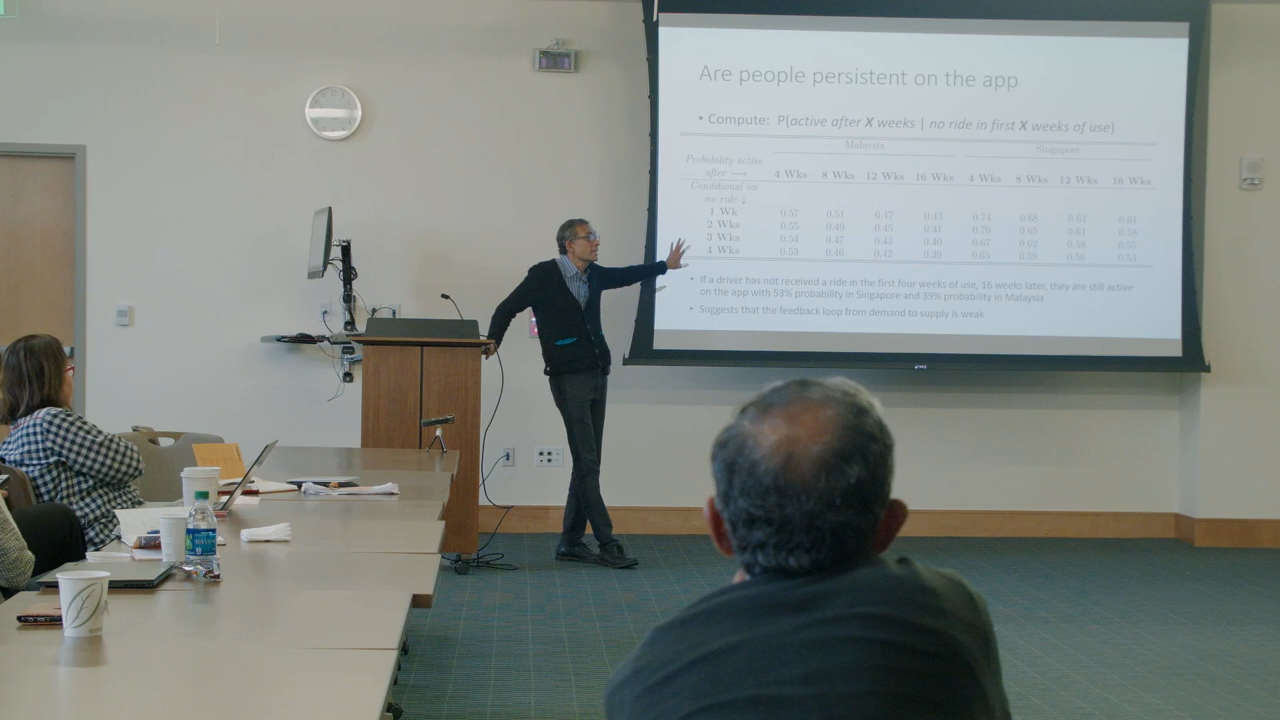 Are people persistent on the app
• Compute: P(active after X weeks | no ride in first X weeks of use)
Malaysia Singapore
Probability active
after → 4 Wks 8 Wks 12 Wks 16 Wks 4 Wks 8 Wks 12 Wks 16 Wks
Conditional on
no ride ↓
1 Wk 0.57 0.51 0.47 0.43 0.74 0.68 0.64 0.61
2 Wks 0.55 0.49 0.45 0.41 0.70 0.65 0.61 0.58
3 Wks 0.54 0.47 0.43 0.40 0.67 0.62 0.58 0.55
4 Wks 0.53 0.46 0.42 0.39 0.65 0.59 0.56 0.53
• If a driver has not received a ride in the first four weeks of use, 16 weeks later, they are still active
on the app with 53% probability in Singapore and 39% probability in Malaysia
• Suggests that the feedback loop from demand to supply is weak